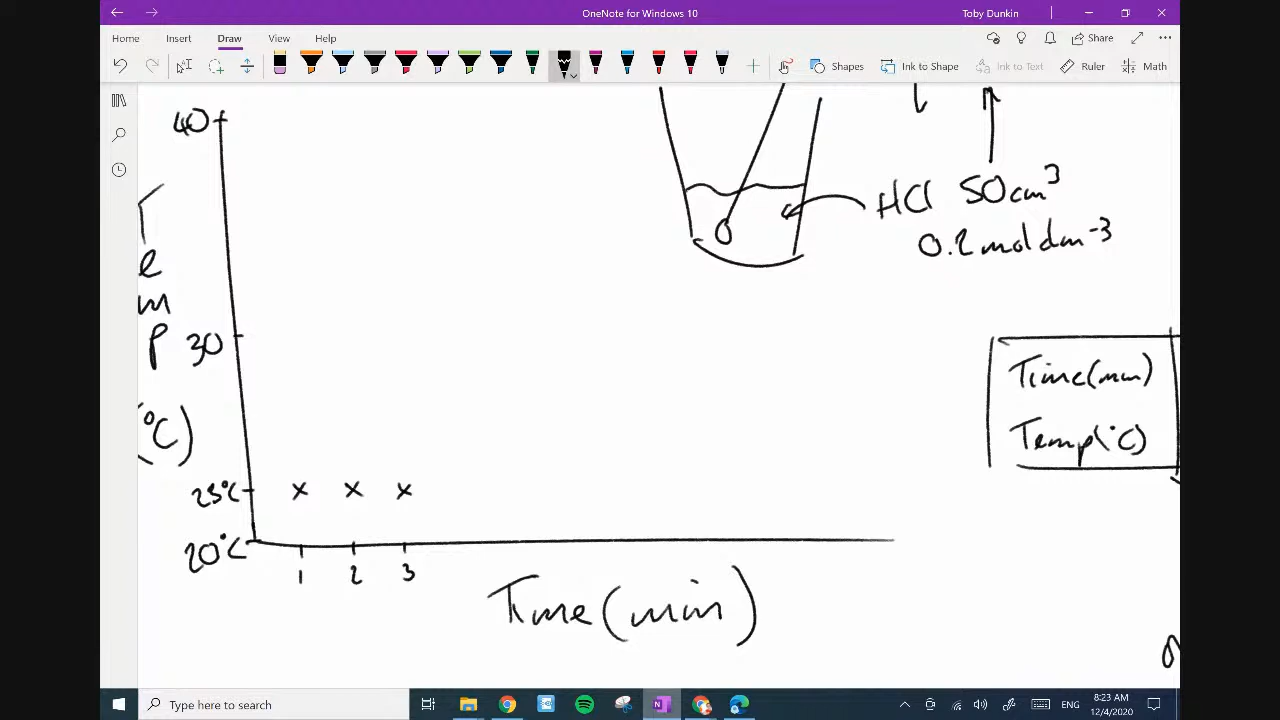 OneNote for Windows 10
Toby Dunkin
Home
Insert
Draw
View
Help
Share
Shapes
Ink to Shape
Ink to Text
Ruler
Math
40
Temp
(°C)
30
25°C
20°C
1 2 3
Time (min)
HCl 50cm³
0.2 mol dm⁻³
Time (min)
Temp (°C)
Type here to search
ENG
8:23 AM
12/4/2020